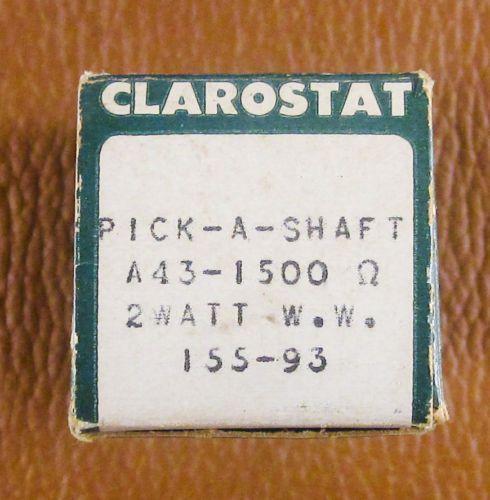 CLAROSTAT
PICK-A-SHAFT
A43-1500 Ω
2WATT W.W.
155-93